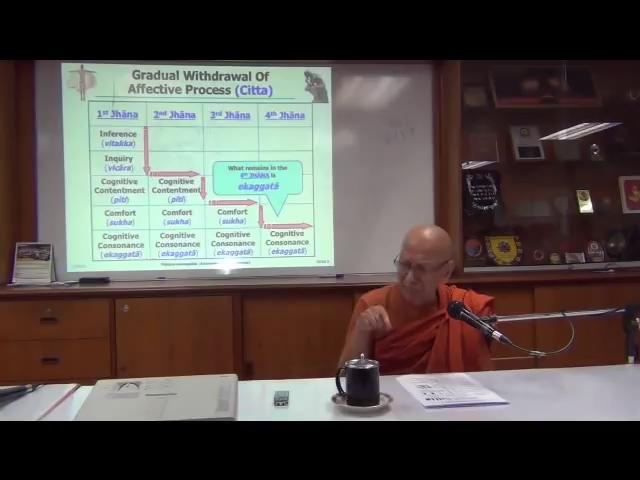 Gradual Withdrawal Of
Affective Process (Citta)
1st Jhāna 2nd Jhāna 3rd Jhāna 4th Jhāna
Inference
(vitakka)
Inquiry
(vicāra)
What remains in the
4th JHĀNA is
ekaggatā
Cognitive Cognitive
Contentment Contentment
(pīti) (pīti)
Comfort Comfort Comfort
(sukha) (sukha) (sukha)
Cognitive Cognitive Cognitive Cognitive
Consonance Consonance Consonance Consonance
(ekaggatā) (ekaggatā) (ekaggatā) (ekaggatā)